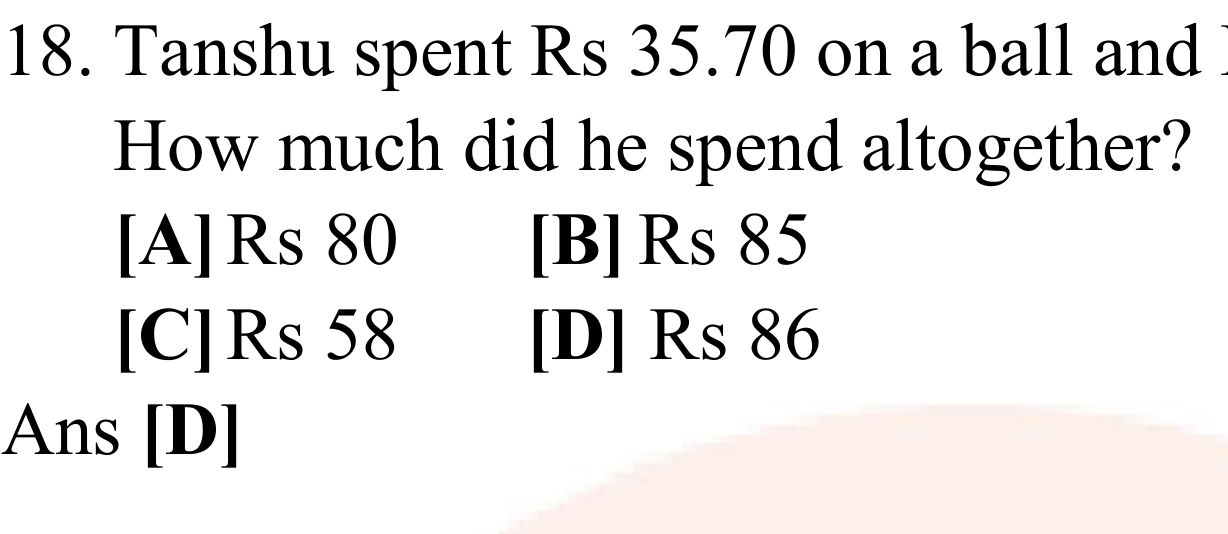 18. Tanshu spent Rs 35.70 on a ball and
How much did he spend altogether?
[A] Rs 80 [B] Rs 85
[C] Rs 58 [D] Rs 86
Ans [D]